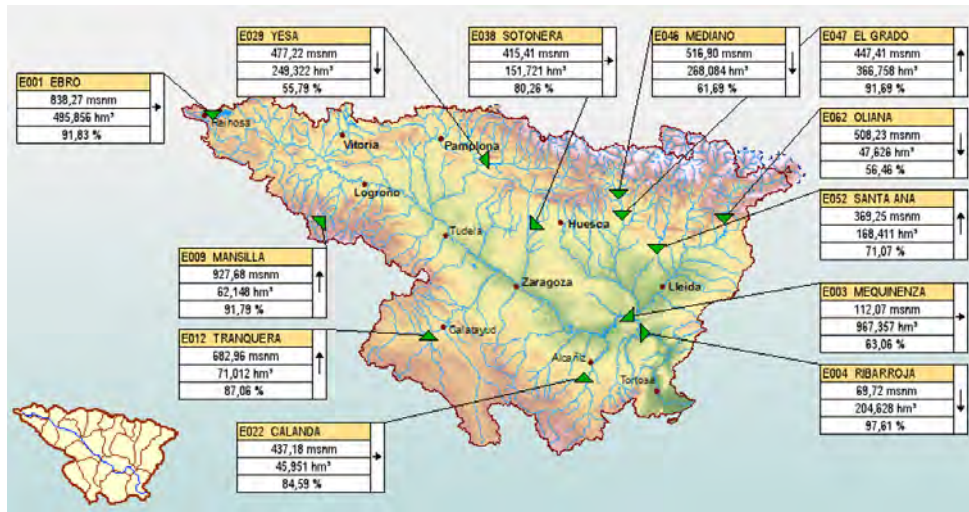 E029 YESA
477,22 msnm
249,322 hm³
55,79 %
E038 SOTONERA
415,41 msnm
151,721 hm³
80,26 %
E046 MEDIANO
516,90 msnm
268,084 hm³
61,69 %
E047 EL GRADO
447,41 msnm
366,758 hm³
91,69 %
E001 EBRO
838,27 msnm
495,856 hm³
91,83 %
E062 OLIANA
508,23 msnm
47,626 hm³
56,46 %
E052 SANTA ANA
369,25 msnm
168,411 hm³
71,07 %
Reinosa
Vitoria
Pamplona
Logroño
Tudela
Huesca
Zaragoza
Lleida
Calatayud
Alcañiz
Tortosa
E009 MANSILLA
927,68 msnm
62,148 hm³
91,79 %
E012 TRANQUERA
682,96 msnm
71,012 hm³
87,06 %
E003 MEQUINENZA
112,07 msnm
967,357 hm³
63,06 %
E004 RIBARROJA
69,72 msnm
204,628 hm³
97,61 %
E022 CALANDA
437,18 msnm
45,951 hm³
84,59 %